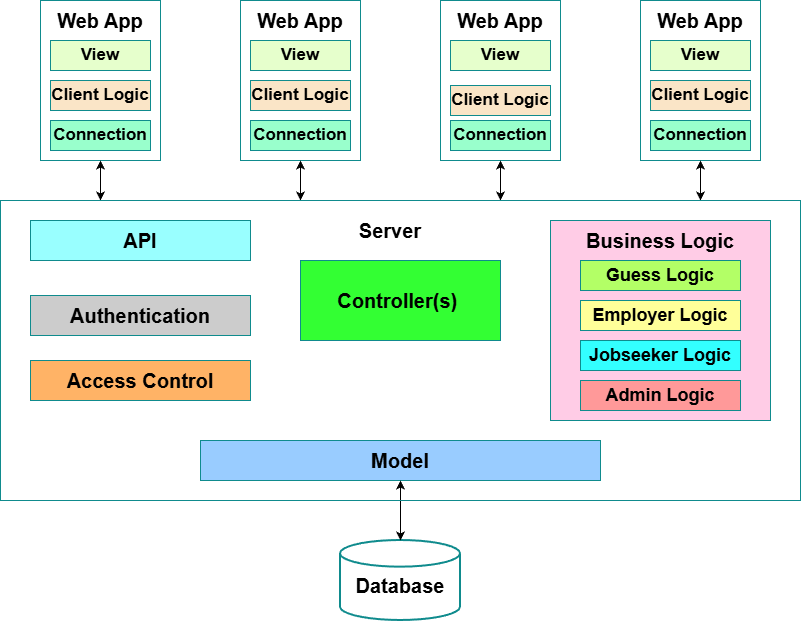 Web App
View
Client Logic
Connection
Web App
View
Client Logic
Connection
Web App
View
Client Logic
Connection
Web App
View
Client Logic
Connection
Server
API
Authentication
Access Control
Controller(s)
Business Logic
Guess Logic
Employer Logic
Jobseeker Logic
Admin Logic
Model
Database